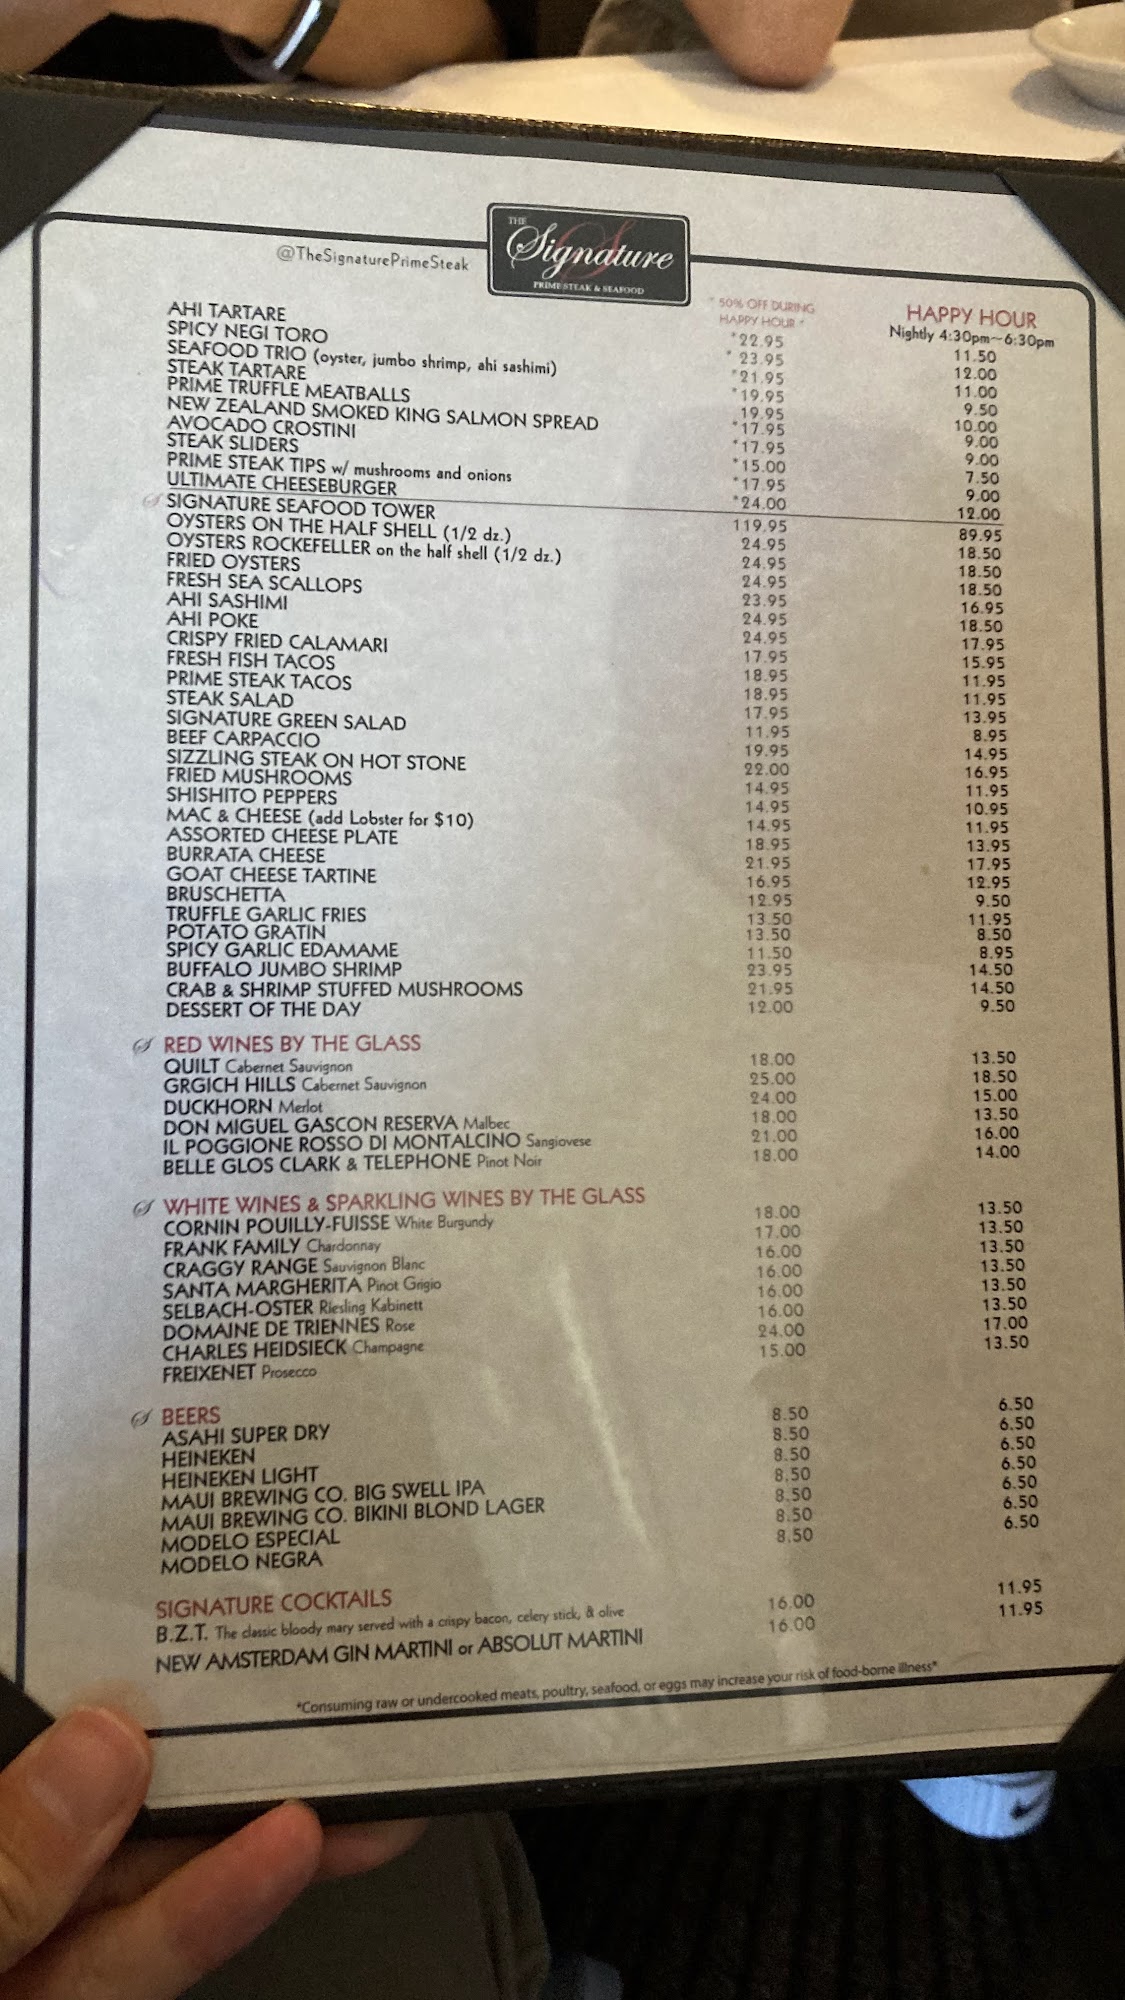 @TheSignaturePrimeSteak
THE
Signature
PRIME STEAK & SEAFOOD
* 50% OFF DURING
HAPPY HOUR *
HAPPY HOUR
Nightly 4:30pm~6:30pm
AHI TARTARE *22.95 11.50
SPICY NEGI TORO *23.95 12.00
SEAFOOD TRIO (oyster, jumbo shrimp, ahi sashimi) *21.95 11.00
STEAK TARTARE *19.95 9.50
PRIME TRUFFLE MEATBALLS 19.95 10.00
NEW ZEALAND SMOKED KING SALMON SPREAD *17.95 9.00
AVOCADO CROSTINI *17.95 9.00
STEAK SLIDERS *15.00 7.50
PRIME STEAK TIPS w/ mushrooms and onions *17.95 9.00
ULTIMATE CHEESEBURGER *24.00 12.00
SIGNATURE SEAFOOD TOWER 119.95 89.95
OYSTERS ON THE HALF SHELL (1/2 dz.) 24.95 18.50
OYSTERS ROCKEFELLER on the half shell (1/2 dz.) 24.95 18.50
FRIED OYSTERS 24.95 18.50
FRESH SEA SCALLOPS 23.95 16.95
AHI SASHIMI 24.95 18.50
AHI POKE 24.95 17.95
CRISPY FRIED CALAMARI 17.95 15.95
FRESH FISH TACOS 18.95 11.95
PRIME STEAK TACOS 18.95 11.95
STEAK SALAD 17.95 13.95
SIGNATURE GREEN SALAD 11.95 8.95
BEEF CARPACCIO 19.95 14.95
SIZZLING STEAK ON HOT STONE 22.00 16.95
FRIED MUSHROOMS 14.95 11.95
SHISHITO PEPPERS 14.95 10.95
MAC & CHEESE (add Lobster for $10) 14.95 11.95
ASSORTED CHEESE PLATE 18.95 13.95
BURRATA CHEESE 21.95 17.95
GOAT CHEESE TARTINE 16.95 12.95
BRUSCHETTA 12.95 9.50
TRUFFLE GARLIC FRIES 13.50 11.95
POTATO GRATIN 13.50 8.50
SPICY GARLIC EDAMAME 11.50 8.95
BUFFALO JUMBO SHRIMP 23.95 14.50
CRAB & SHRIMP STUFFED MUSHROOMS 21.95 14.50
DESSERT OF THE DAY 12.00 9.50
RED WINES BY THE GLASS
QUILT Cabernet Sauvignon 18.00 13.50
GRGICH HILLS Cabernet Sauvignon 25.00 18.50
DUCKHORN Merlot 24.00 15.00
DON MIGUEL GASCON RESERVA Malbec 18.00 13.50
IL POGGIONE ROSSO DI MONTALCINO Sangiovese 21.00 16.00
BELLE GLOS CLARK & TELEPHONE Pinot Noir 18.00 14.00
WHITE WINES & SPARKLING WINES BY THE GLASS
CORNIN POUILLY-FUISSE White Burgundy 18.00 13.50
FRANK FAMILY Chardonnay 17.00 13.50
CRAGGY RANGE Sauvignon Blanc 16.00 13.50
SANTA MARGHERITA Pinot Grigio 16.00 13.50
SELBACH-OSTER Riesling Kabinett 16.00 13.50
DOMAINE DE TRIENNES Rose 16.00 13.50
CHARLES HEIDSIECK Champagne 24.00 17.00
FREIXENET Prosecco 15.00 13.50
BEERS
ASAHI SUPER DRY 8.50 6.50
HEINEKEN 8.50 6.50
HEINEKEN LIGHT 8.50 6.50
MAUI BREWING CO. BIG SWELL IPA 8.50 6.50
MAUI BREWING CO. BIKINI BLOND LAGER 8.50 6.50
MODELO ESPECIAL 8.50 6.50
MODELO NEGRA 8.50 6.50
SIGNATURE COCKTAILS
B.Z.T. The classic bloody mary served with a crispy bacon, celery stick, & olive 16.00 11.95
NEW AMSTERDAM GIN MARTINI or ABSOLUT MARTINI 16.00 11.95
*Consuming raw or undercooked meats, poultry, seafood, or eggs may increase your risk of food-borne illness*